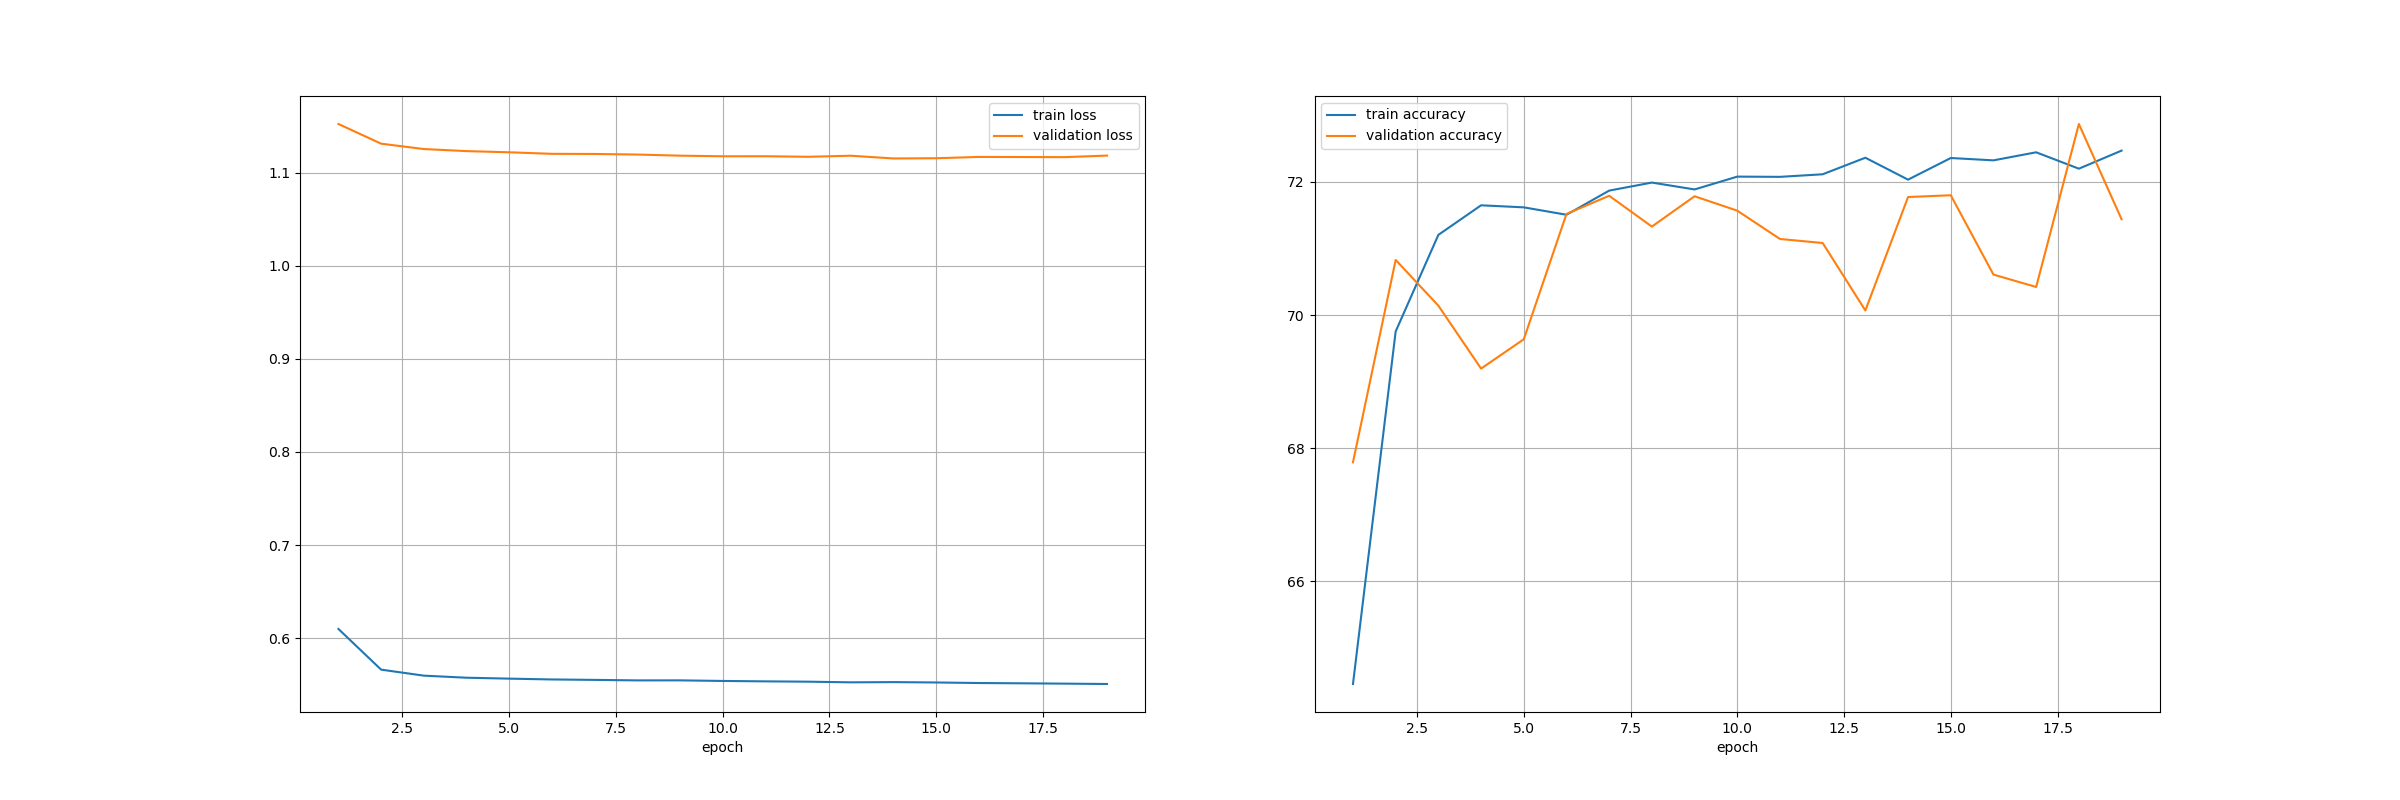 train loss
validation loss
1.1
1.0
0.9
0.8
0.7
0.6
2.5 5.0 7.5 10.0 12.5 15.0 17.5
epoch
train accuracy
validation accuracy
72
70
68
66
2.5 5.0 7.5 10.0 12.5 15.0 17.5
epoch